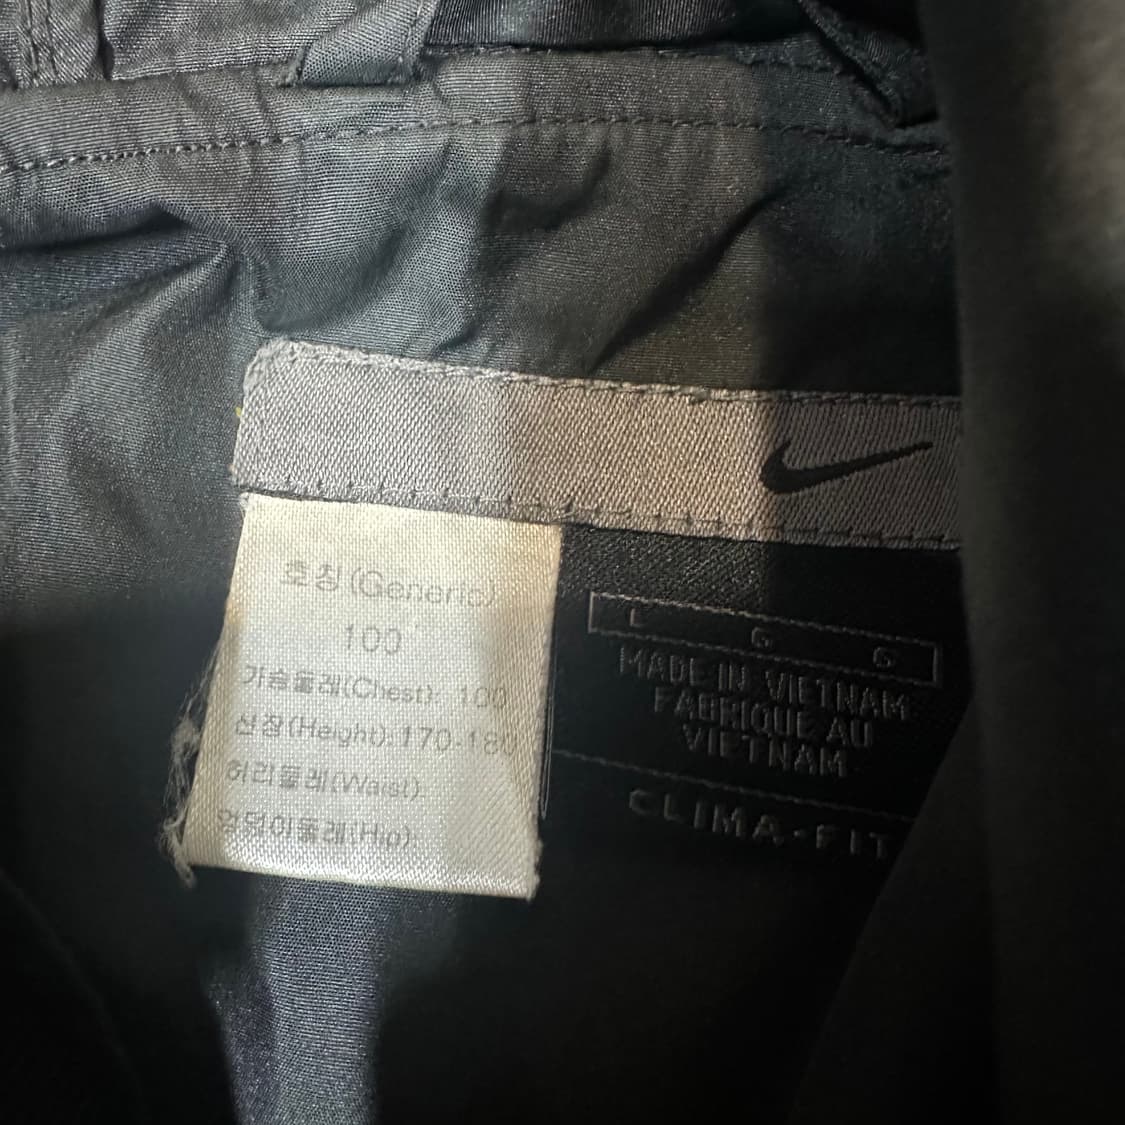 호칭(Generic)
100
가슴둘레(Chest): 100
신장(Height): 170-180
허리둘레(Waist):
엉덩이둘레(Hip):
L G G
MADE IN VIETNAM
FABRIQUE AU
VIETNAM
CLIMA-FIT